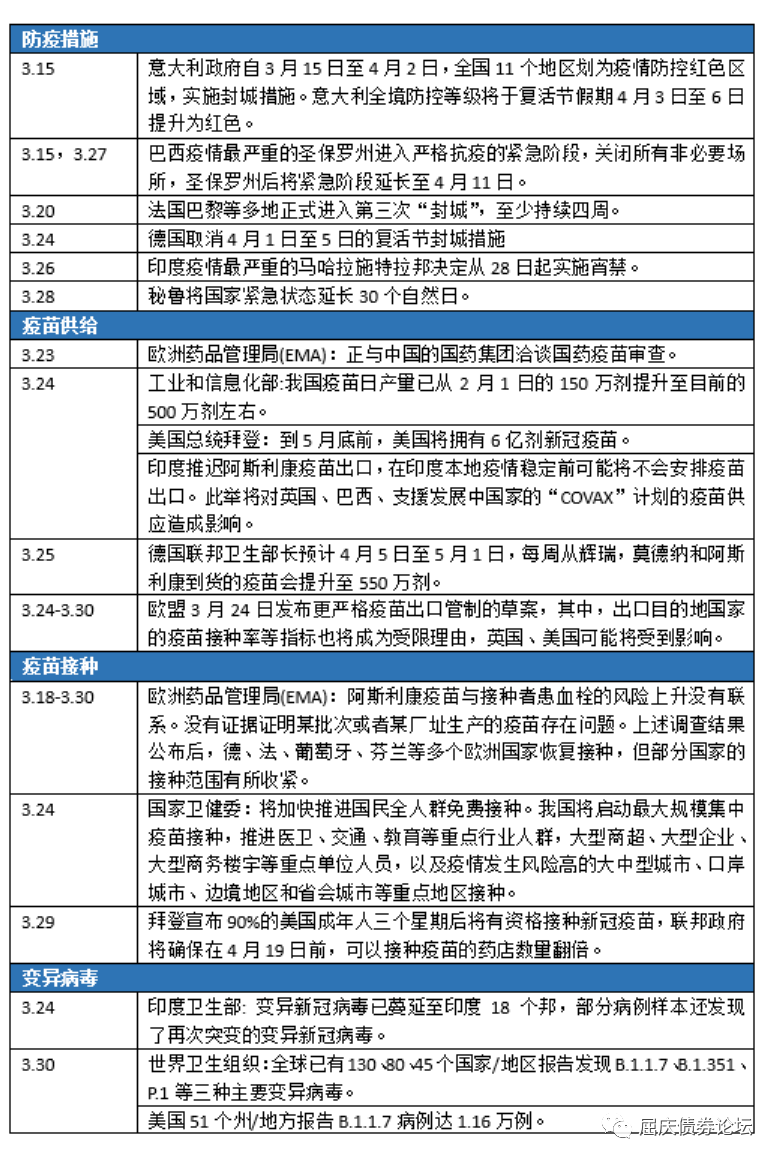 防疫措施
3.15
意大利政府自 3 月 15 日至 4 月 2 日，全国 11 个地区划为疫情防控红色区
域，实施封城措施。意大利全境防控等级将于复活节假期 4 月 3 日至 6 日
提升为红色。
3.15，3.27
巴西疫情最严重的圣保罗州进入严格抗疫的紧急阶段，关闭所有非必要场
所，圣保罗州后将紧急阶段延长至 4 月 11 日。
3.20
法国巴黎等多地正式进入第三次“封城”，至少持续四周。
3.24
德国取消 4 月 1 日至 5 日的复活节封城措施
3.26
印度疫情最严重的马哈拉施特拉邦决定从 28 日起实施宵禁。
3.28
秘鲁将国家紧急状态延长 30 个自然日。
疫苗供给
3.23
欧洲药品管理局(EMA)：正与中国的国药集团洽谈国药疫苗审查。
3.24
工业和信息化部:我国疫苗日产量已从 2 月 1 日的 150 万剂提升至目前的
500 万剂左右。
美国总统拜登：到 5 月底前，美国将拥有 6 亿剂新冠疫苗。
印度推迟阿斯利康疫苗出口，在印度本地疫情稳定前可能将不会安排疫苗
出口。此举将对英国、巴西、支援发展中国家的“COVAX”计划的疫苗供
应造成影响。
3.25
德国联邦卫生部长预计 4 月 5 日至 5 月 1 日，每周从辉瑞，莫德纳和阿斯
利康到货的疫苗会提升至 550 万剂。
3.24-3.30
欧盟 3 月 24 日发布更严格疫苗出口管制的草案，其中，出口目的地国家
的疫苗接种率等指标也将成为受限理由，英国、美国可能将受到影响。
疫苗接种
3.18-3.30
欧洲药品管理局(EMA)：阿斯利康疫苗与接种者患血栓的风险上升没有联
系。没有证据证明某批次或者某厂址生产的疫苗存在问题。上述调查结果
公布后，德、法、葡萄牙、芬兰等多个欧洲国家恢复接种，但部分国家的
接种范围有所收紧。
3.24
国家卫健委：将加快推进国民全人群免费接种。我国将启动最大规模集中
疫苗接种，推进医卫、交通、教育等重点行业人群，大型商超、大型企业、
大型商务楼宇等重点单位人员，以及疫情发生风险高的大中型城市、口岸
城市、边境地区和省会城市等重点地区接种。
3.29
拜登宣布 90%的美国成年人三个星期后将有资格接种新冠疫苗，联邦政府
将确保在 4 月 19 日前，可以接种疫苗的药店数量翻倍。
变异病毒
3.24
印度卫生部: 变异新冠病毒已蔓延至印度 18 个邦，部分病例样本还发现
了再次突变的变异新冠病毒。
3.30
世界卫生组织:全球已有 130、80、45 个国家/地区报告发现 B.1.1.7、B.1.351、
P.1 等三种主要变异病毒。
美国 51 个州/地方报告 B.1.1.7 病例达 1.16 万例。
屈庆债券论坛